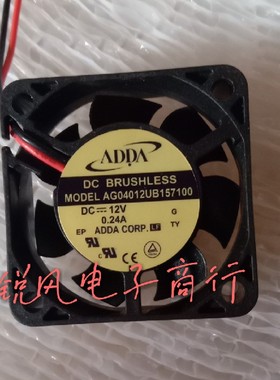 ADDA
DC BRUSHLESS
MODEL AG04012UB157100
DC⎓12V G
0.24A TY
EP ADDA CORP. LF
锐风电子商行